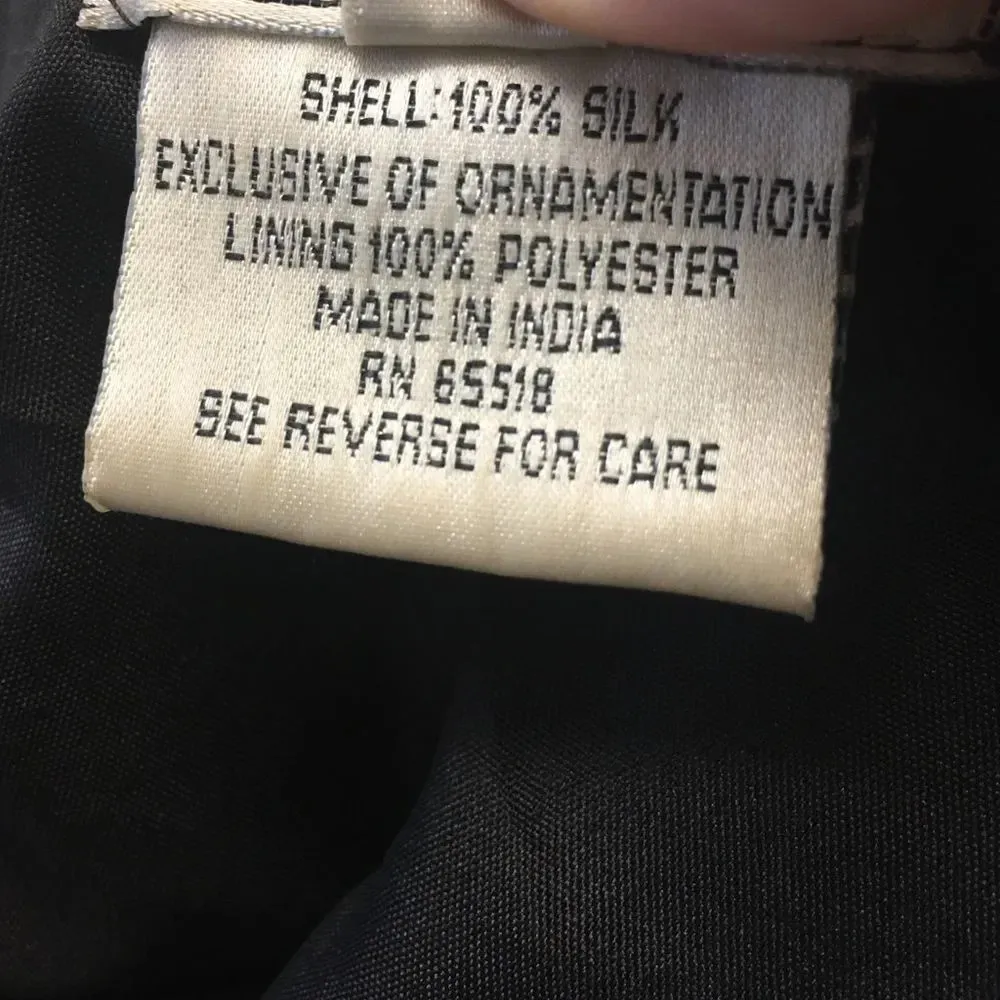 SHELL:100% SILK
EXCLUSIVE OF ORNAMENTATION
LINING 100% POLYESTER
MADE IN INDIA
RN 65518
SEE REVERSE FOR CARE